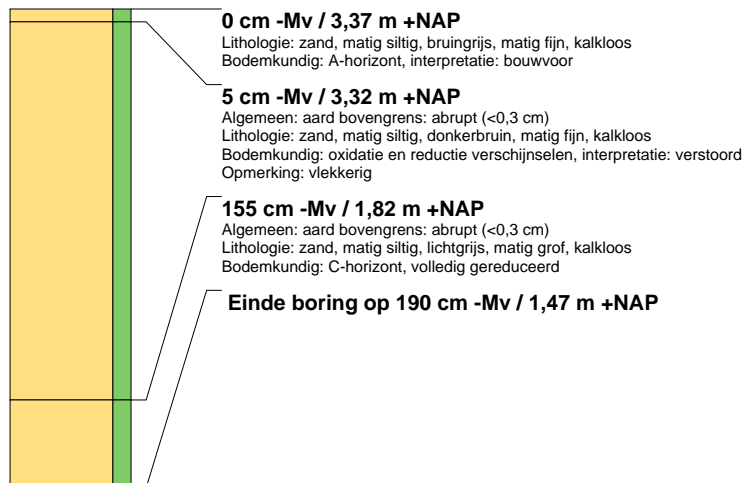 0 cm -Mv / 3,37 m +NAP
Lithologie: zand, matig siltig, bruingrijs, matig fijn, kalkloos
Bodemkundig: A-horizont, interpretatie: bouwvoor
5 cm -Mv / 3,32 m +NAP
Algemeen: aard bovengrens: abrupt (<0,3 cm)
Lithologie: zand, matig siltig, donkerbruin, matig fijn, kalkloos
Bodemkundig: oxidatie en reductie verschijnselen, interpretatie: verstoord
Opmerking: vlekkerig
155 cm -Mv / 1,82 m +NAP
Algemeen: aard bovengrens: abrupt (<0,3 cm)
Lithologie: zand, matig siltig, lichtgrijs, matig grof, kalkloos
Bodemkundig: C-horizont, volledig gereduceerd
Einde boring op 190 cm -Mv / 1,47 m +NAP